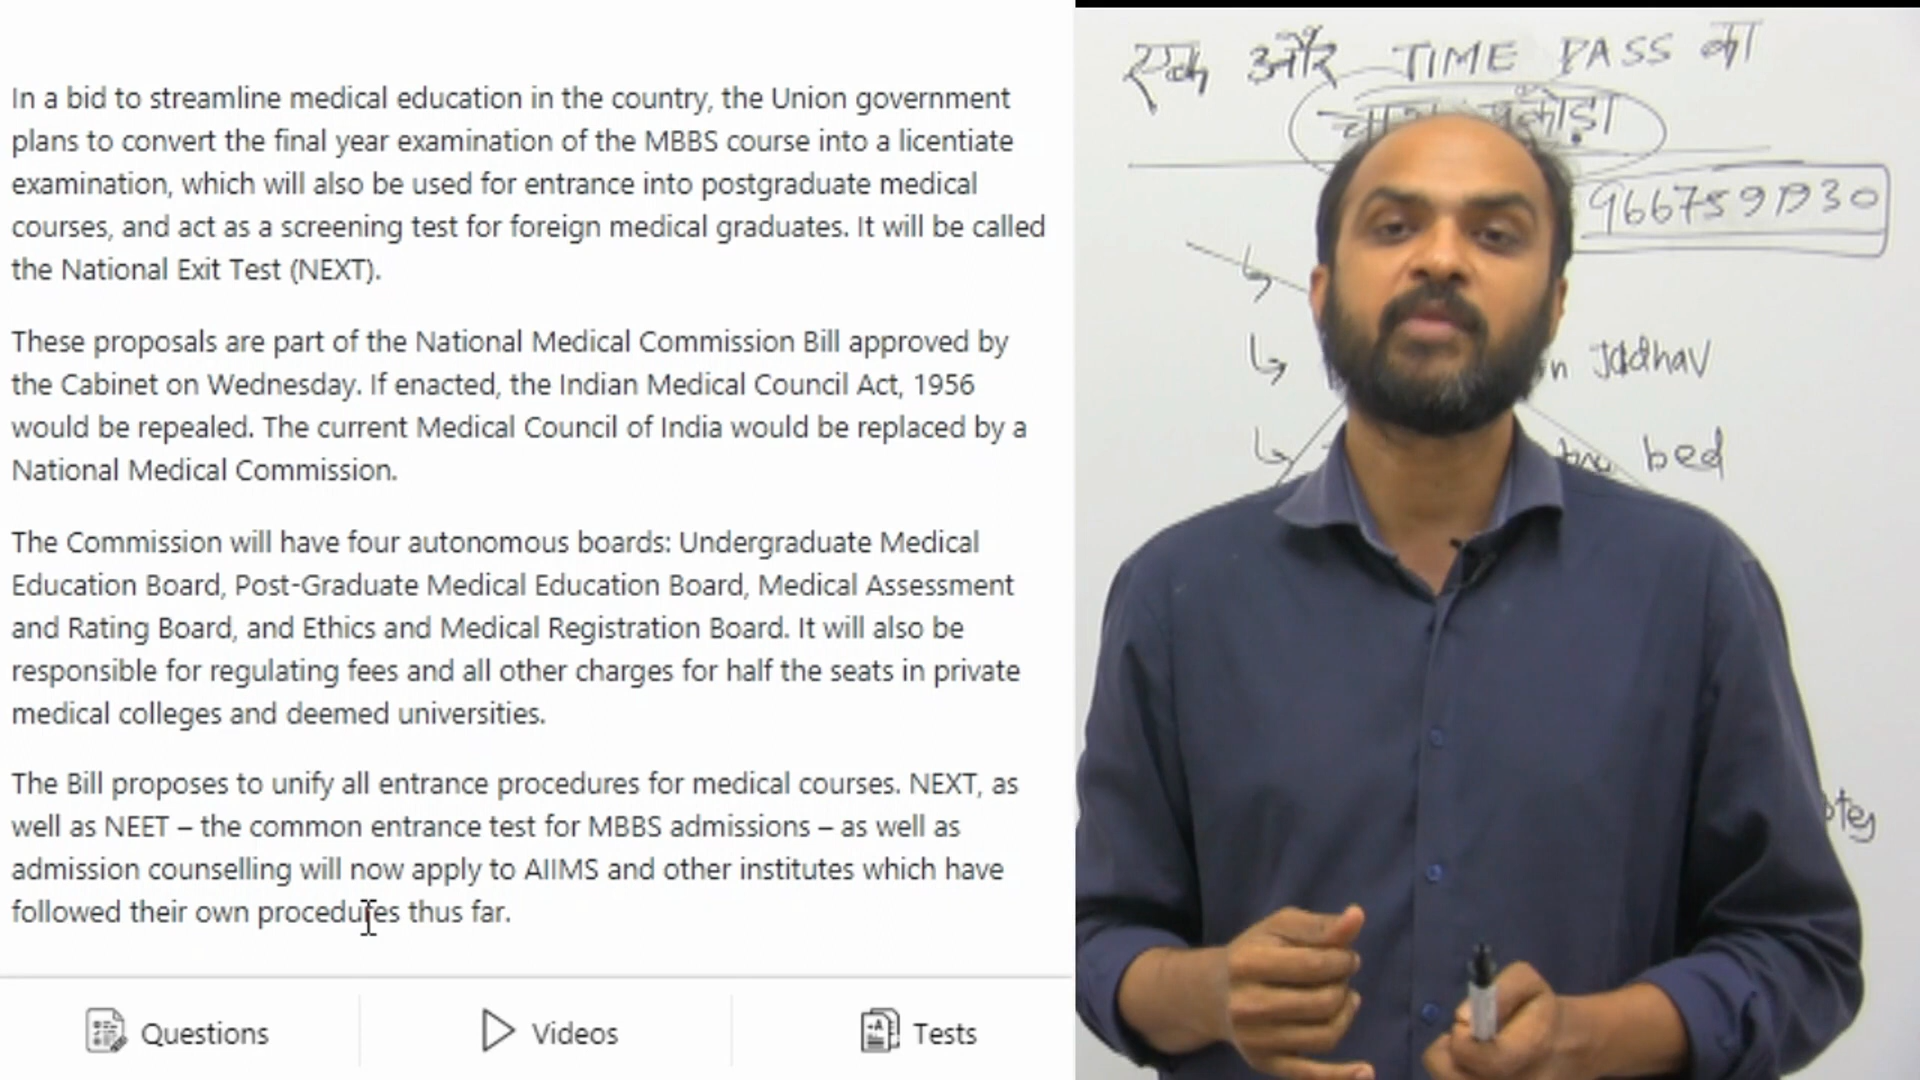 In a bid to streamline medical education in the country, the Union government
plans to convert the final year examination of the MBBS course into a licentiate
examination, which will also be used for entrance into postgraduate medical
courses, and act as a screening test for foreign medical graduates. It will be called
the National Exit Test (NEXT).
These proposals are part of the National Medical Commission Bill approved by
the Cabinet on Wednesday. If enacted, the Indian Medical Council Act, 1956
would be repealed. The current Medical Council of India would be replaced by a
National Medical Commission.
The Commission will have four autonomous boards: Undergraduate Medical
Education Board, Post-Graduate Medical Education Board, Medical Assessment
and Rating Board, and Ethics and Medical Registration Board. It will also be
responsible for regulating fees and all other charges for half the seats in private
medical colleges and deemed universities.
The Bill proposes to unify all entrance procedures for medical courses. NEXT, as
well as NEET – the common entrance test for MBBS admissions – as well as
admission counselling will now apply to AIIMS and other institutes which have
followed their own procedures thus far.
Questions Videos Tests
एक और TIME PASS का
Jadhav
bed